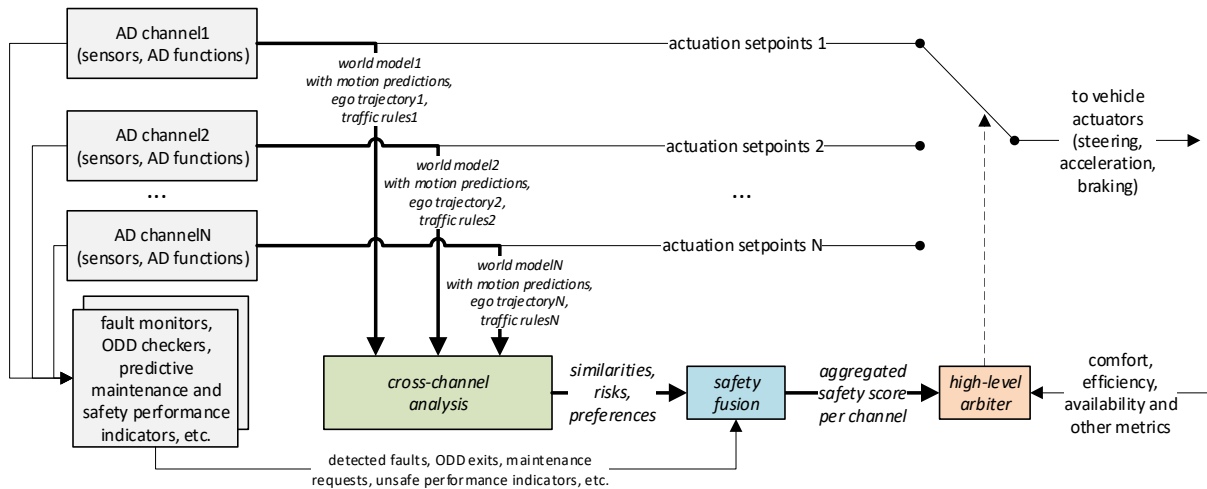 AD channel1
(sensors, AD functions)
actuation setpoints 1
world model1
with motion predictions,
ego trajectory1,
traffic rules1
AD channel2
(sensors, AD functions)
actuation setpoints 2
to vehicle
actuators
(steering,
acceleration,
braking)
world model2
with motion predictions,
ego trajectory2,
traffic rules2
...
...
AD channelN
(sensors, AD functions)
actuation setpoints N
world modelN
with motion predictions,
ego trajectoryN,
traffic rulesN
fault monitors,
ODD checkers,
predictive
maintenance and
safety performance
indicators, etc.
cross-channel
analysis
similarities,
risks,
preferences
safety
fusion
aggregated
safety score
per channel
high-level
arbiter
comfort,
efficiency,
availability and
other metrics
detected faults, ODD exits, maintenance
requests, unsafe performance indicators, etc.